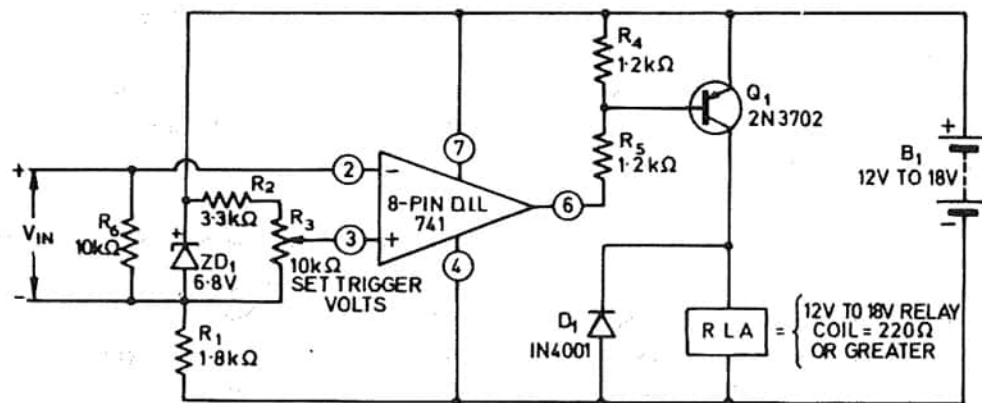 R4
1·2kΩ
Q1
2N3702
7
R5
1·2kΩ
+
B1
12V TO 18V
−
+
2
−
8-PIN D.I.L
741
6
R2
3·3kΩ
R3
VIN
R6
10kΩ
+
ZD1
6·8V
10kΩ
3
+
4
SET TRIGGER
VOLTS
−
R1
1·8kΩ
D1
IN4001
RLA
=
12V TO 18V RELAY
COIL = 220Ω
OR GREATER